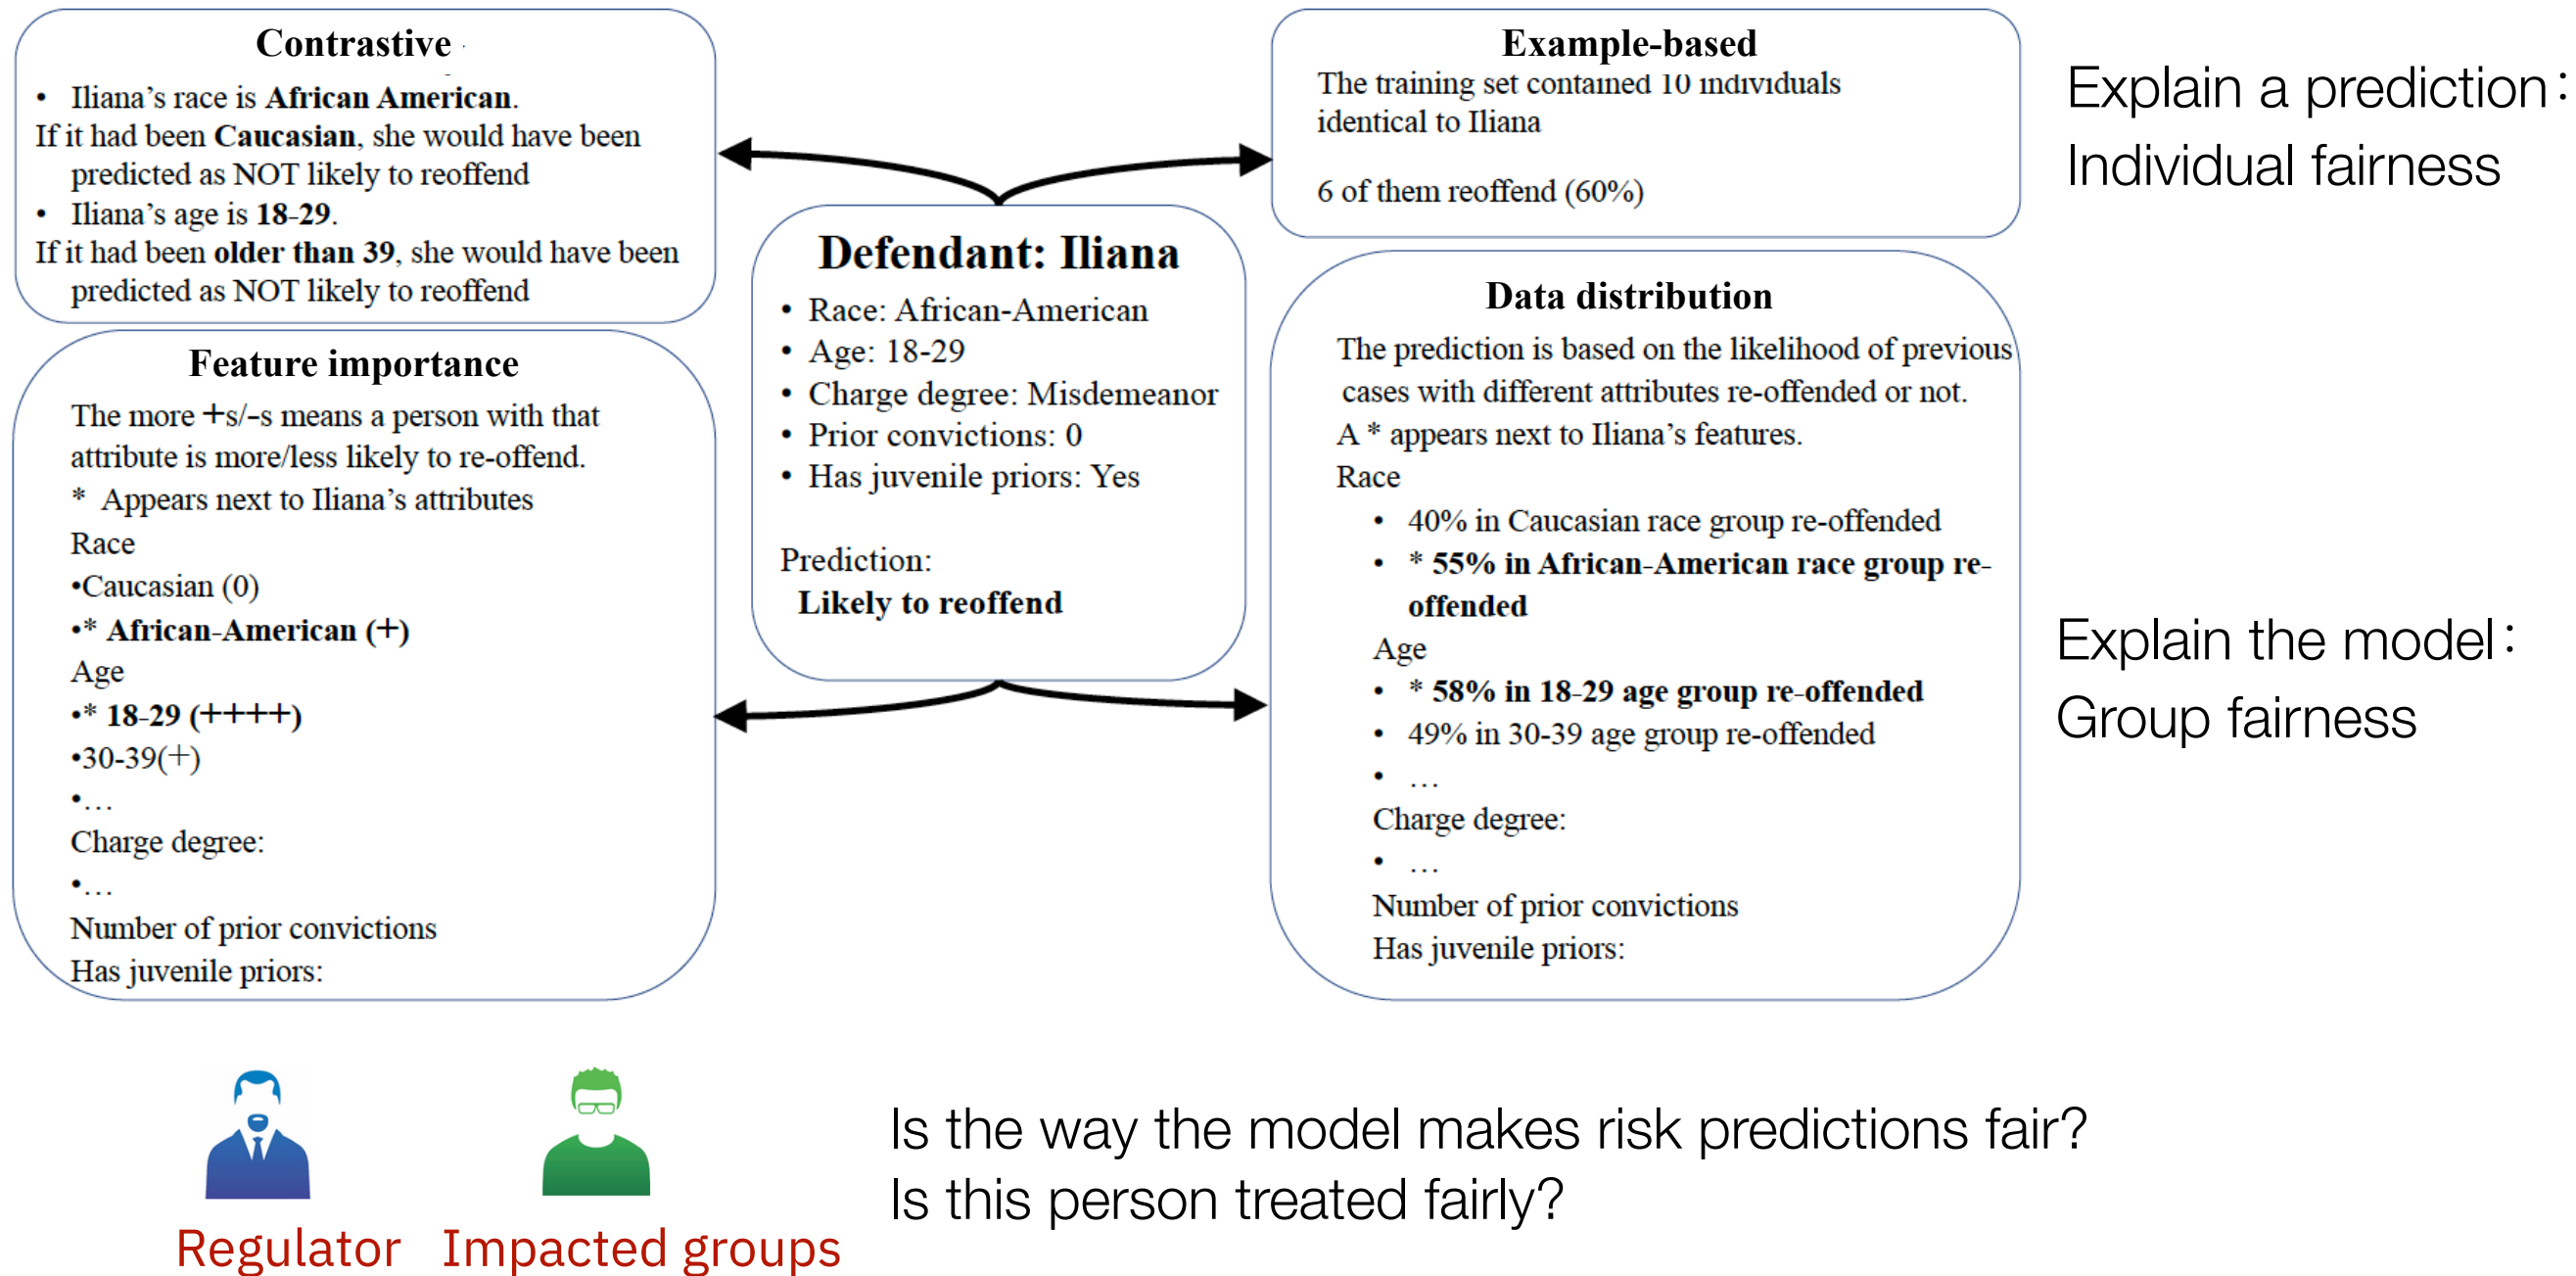 Contrastive
• Iliana's race is African American.
If it had been Caucasian, she would have been
predicted as NOT likely to reoffend
• Iliana's age is 18-29.
If it had been older than 39, she would have been
predicted as NOT likely to reoffend
Example-based
The training set contained 10 individuals
identical to Iliana
6 of them reoffend (60%)
Explain a prediction:
Individual fairness
Defendant: Iliana
• Race: African-American
• Age: 18-29
• Charge degree: Misdemeanor
• Prior convictions: 0
• Has juvenile priors: Yes
Prediction:
Likely to reoffend
Feature importance
The more +s/-s means a person with that
attribute is more/less likely to re-offend.
* Appears next to Iliana's attributes
Race
•Caucasian (0)
•* African-American (+)
Age
•* 18-29 (++++)
•30-39(+)
•…
Charge degree:
•…
Number of prior convictions
Has juvenile priors:
Data distribution
The prediction is based on the likelihood of previous
cases with different attributes re-offended or not.
A * appears next to Iliana's features.
Race
• 40% in Caucasian race group re-offended
• * 55% in African-American race group re-
offended
Age
• * 58% in 18-29 age group re-offended
• 49% in 30-39 age group re-offended
• …
Charge degree:
• …
Number of prior convictions
Has juvenile priors:
Explain the model:
Group fairness
Regulator
Impacted groups
Is the way the model makes risk predictions fair?
Is this person treated fairly?